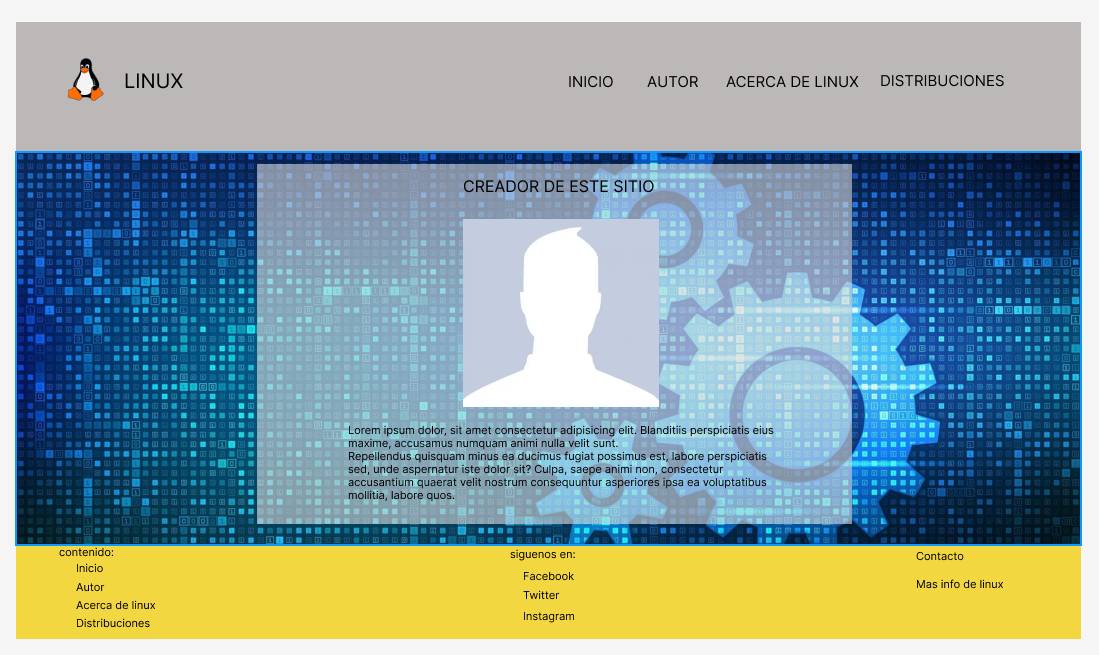 LINUX
INICIO
AUTOR
ACERCA DE LINUX
DISTRIBUCIONES
CREADOR DE ESTE SITIO
Lorem ipsum dolor, sit amet consectetur adipisicing elit. Blanditiis perspiciatis eius
maxime, accusamus numquam animi nulla velit sunt.
Repellendus quisquam minus ea ducimus fugiat possimus est, labore perspiciatis
sed, unde aspernatur iste dolor sit? Culpa, saepe animi non, consectetur
accusantium quaerat velit nostrum consequuntur asperiores ipsa ea voluptatibus
mollitia, labore quos.
contenido:
Inicio
Autor
Acerca de linux
Distribuciones
siguenos en:
Facebook
Twitter
Instagram
Contacto
Mas info de linux